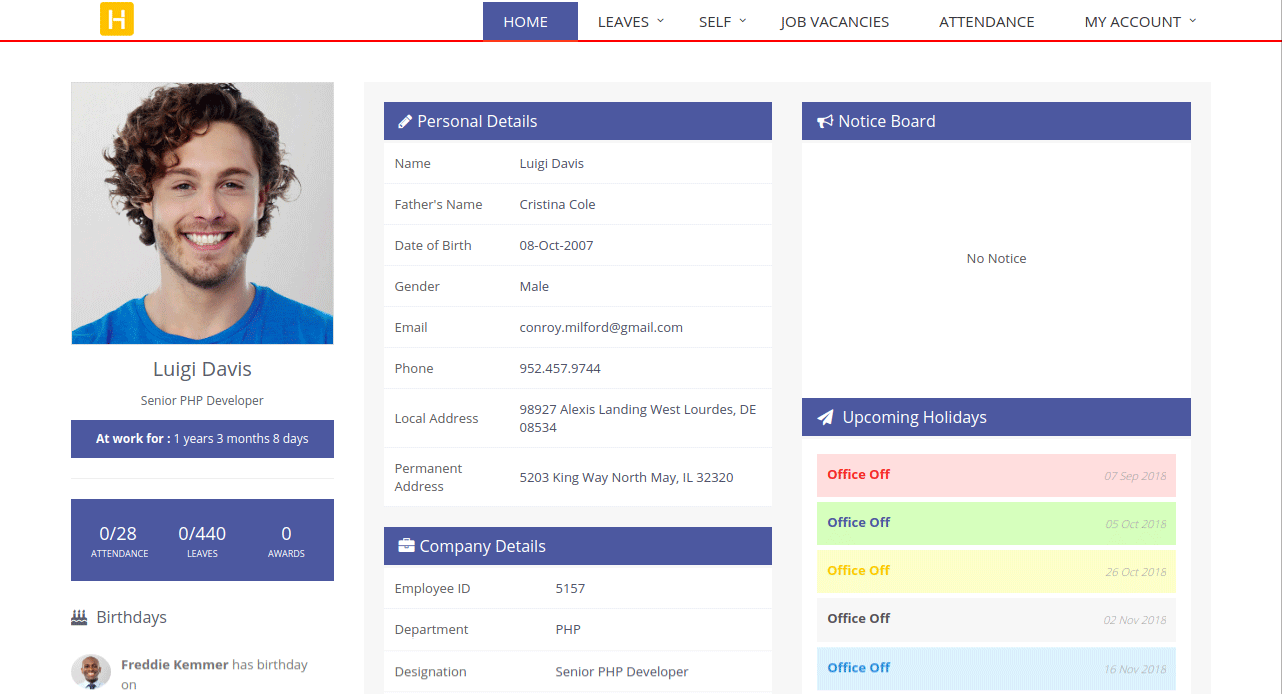 H
HOME
LEAVES
SELF
JOB VACANCIES
ATTENDANCE
MY ACCOUNT
Luigi Davis
Senior PHP Developer
At work for : 1 years 3 months 8 days
0/28 0/440 0
ATTENDANCE LEAVES AWARDS
Birthdays
Freddie Kemmer has birthday
on
Personal Details
Name Luigi Davis
Father's Name Cristina Cole
Date of Birth 08-Oct-2007
Gender Male
Email conroy.milford@gmail.com
Phone 952.457.9744
Local Address 98927 Alexis Landing West Lourdes, DE
08534
Permanent
Address 5203 King Way North May, IL 32320
Company Details
Employee ID 5157
Department PHP
Designation Senior PHP Developer
Notice Board
No Notice
Upcoming Holidays
Office Off 07 Sep 2018
Office Off 05 Oct 2018
Office Off 26 Oct 2018
Office Off 02 Nov 2018
Office Off 16 Nov 2018